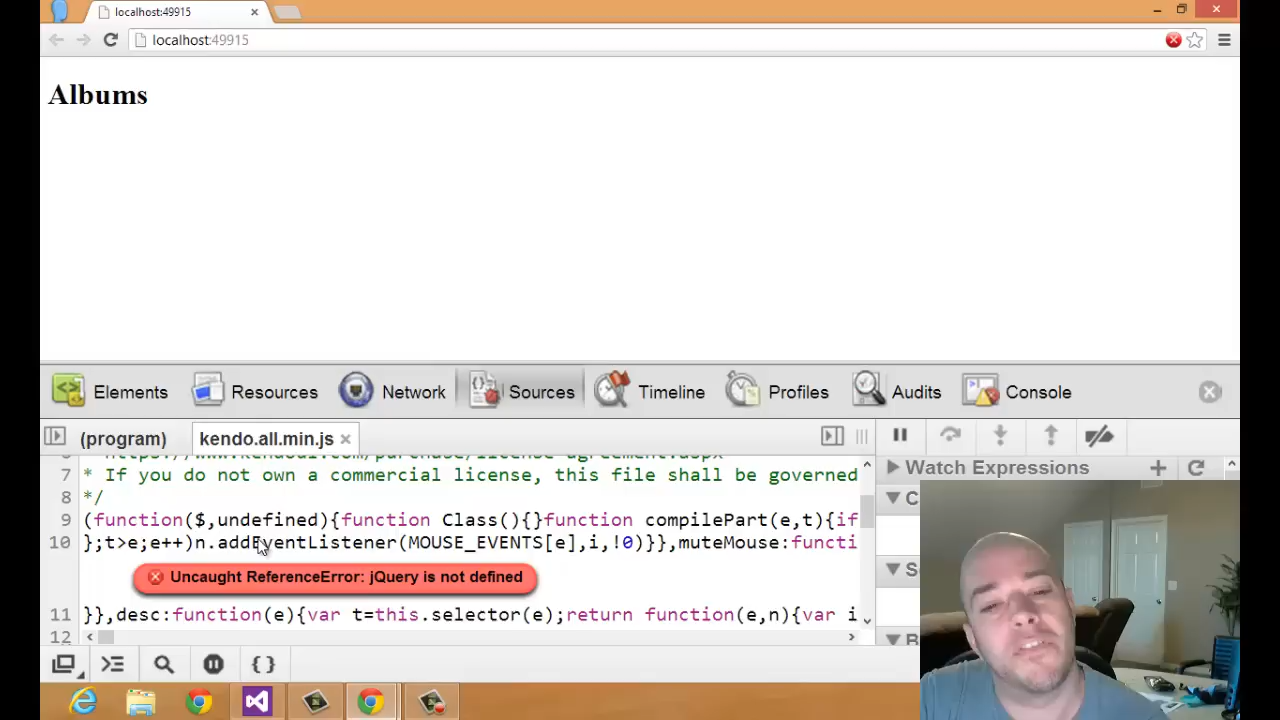 localhost:49915
localhost:49915
Albums
Elements Resources Network Sources Timeline Profiles Audits Console
(program) kendo.all.min.js
Watch Expressions
7 * If you do not own a commercial license, this file shall be governed
8 */
9 (function($,undefined){function Class(){}function compilePart(e,t){if
10 };t>e;e++)n.addEventListener(MOUSE_EVENTS[e],i,!0)}},muteMouse:functi
Uncaught ReferenceError: jQuery is not defined
11 }},desc:function(e){var t=this.selector(e);return function(e,n){var i
12